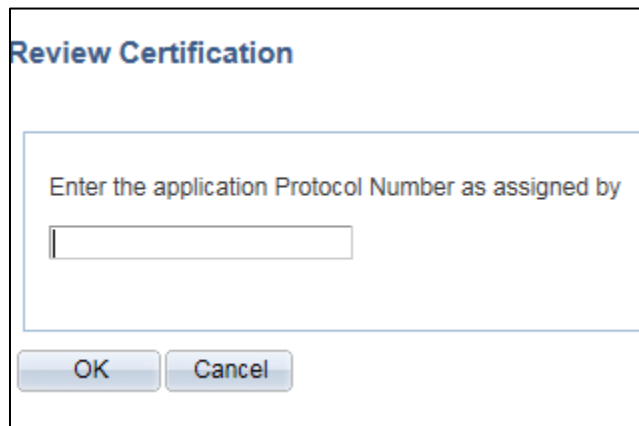 Review Certification
Enter the application Protocol Number as assigned by
OK
Cancel